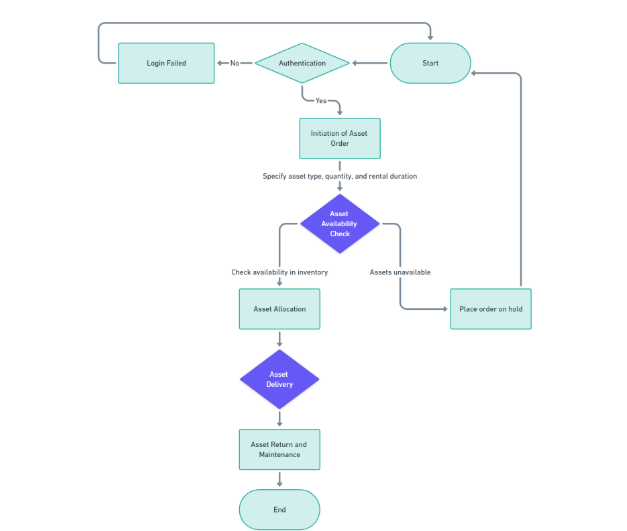 Login Failed
No
Authentication
Start
Yes
Initiation of Asset
Order
Specify asset type, quantity, and rental duration
Asset
Availability
Check
Check availability in inventory
Assets unavailable
Asset Allocation
Place order on hold
Asset
Delivery
Asset Return and
Maintenance
End